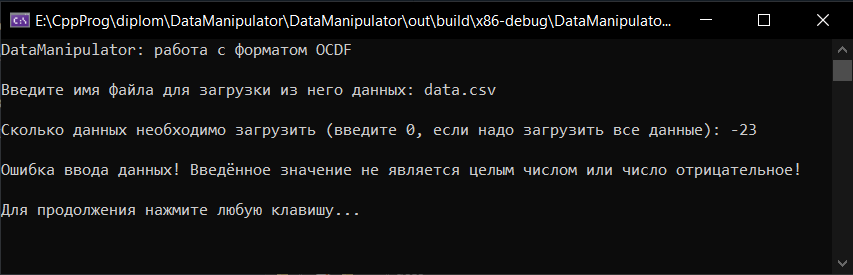 E:\CppProg\diplom\DataManipulator\DataManipulator\out\build\x86-debug\DataManipulato...
DataManipulator: работа с форматом OCDF
Введите имя файла для загрузки из него данных: data.csv
Сколько данных необходимо загрузить (введите 0, если надо загрузить все данные): -23
Ошибка ввода данных! Введённое значение не является целым числом или число отрицательное!
Для продолжения нажмите любую клавишу...